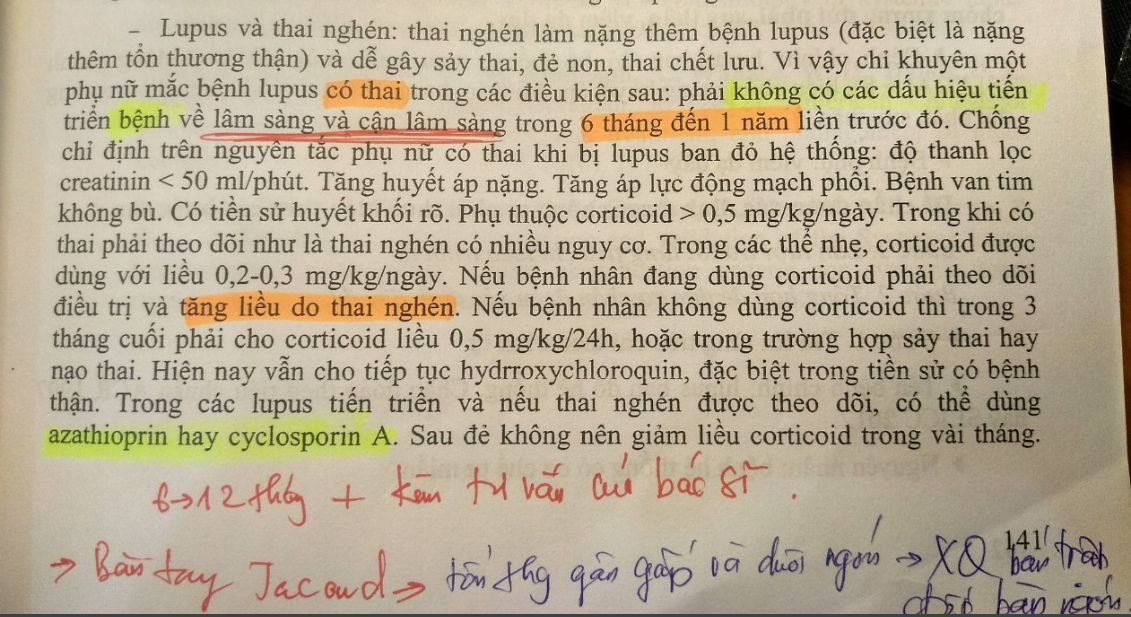 – Lupus và thai nghén: thai nghén làm nặng thêm bệnh lupus (đặc biệt là nặng
thêm tổn thương thận) và dễ gây sảy thai, đẻ non, thai chết lưu. Vì vậy chỉ khuyên một
phụ nữ mắc bệnh lupus có thai trong các điều kiện sau: phải không có các dấu hiệu tiến
triển bệnh về lâm sàng và cận lâm sàng trong 6 tháng đến 1 năm liền trước đó. Chống
chỉ định trên nguyên tắc phụ nữ có thai khi bị lupus ban đỏ hệ thống: độ thanh lọc
creatinin < 50 ml/phút. Tăng huyết áp nặng. Tăng áp lực động mạch phổi. Bệnh van tim
không bù. Có tiền sử huyết khối rõ. Phụ thuộc corticoid > 0,5 mg/kg/ngày. Trong khi có
thai phải theo dõi như là thai nghén có nhiều nguy cơ. Trong các thể nhẹ, corticoid được
dùng với liều 0,2-0,3 mg/kg/ngày. Nếu bệnh nhân đang dùng corticoid phải theo dõi
điều trị và tăng liều do thai nghén. Nếu bệnh nhân không dùng corticoid thì trong 3
tháng cuối phải cho corticoid liều 0,5 mg/kg/24h, hoặc trong trường hợp sảy thai hay
nạo thai. Hiện nay vẫn cho tiếp tục hydrroxychloroquin, đặc biệt trong tiền sử có bệnh
thận. Trong các lupus tiến triển và nếu thai nghén được theo dõi, có thể dùng
azathioprin hay cyclosporin A. Sau đẻ không nên giảm liều corticoid trong vài tháng.
6→12 tháng + kèm tư vấn bác sĩ.
→ Bàn tay Jacoud → tổn thg gân gấp và duỗi ngón → XQ
141
bàn ngón